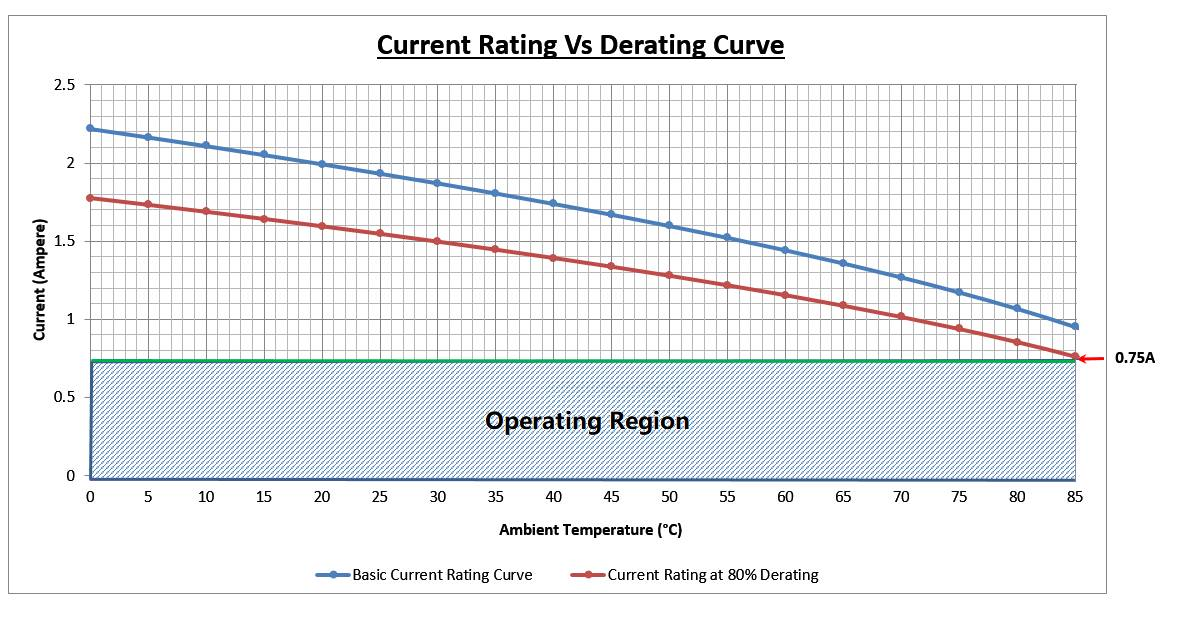 Current Rating Vs Derating Curve
2.5
2
1.5
1
0.5
0
Current (Ampere)
0.75A
Operating Region
0 5 10 15 20 25 30 35 40 45 50 55 60 65 70 75 80 85
Ambient Temperature (°C)
Basic Current Rating Curve
Current Rating at 80% Derating